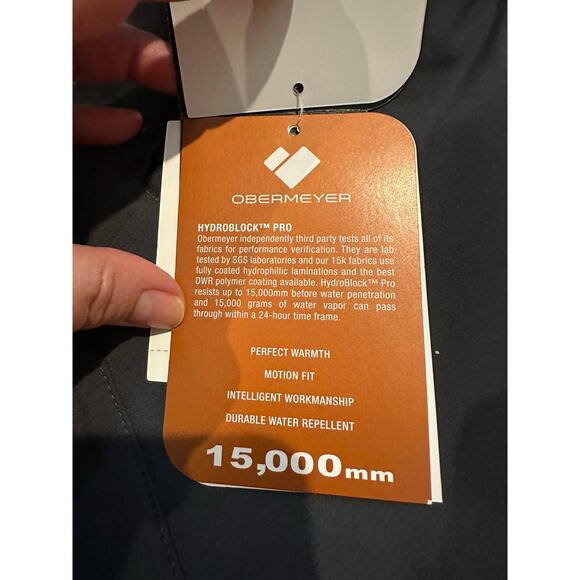 OBERMEYER
HYDROBLOCK™ PRO
Obermeyer independently third party tests all of its
fabrics for performance verification. They are lab
tested by SGS laboratories and our 15k fabrics use
fully coated hydrophillic laminations and the best
DWR polymer coating available. HydroBlock™ Pro
resists up to 15,000mm before water penetration
and 15,000 grams of water vapor can pass
through within a 24-hour time frame.
PERFECT WARMTH
MOTION FIT
INTELLIGENT WORKMANSHIP
DURABLE WATER REPELLENT
15,000mm